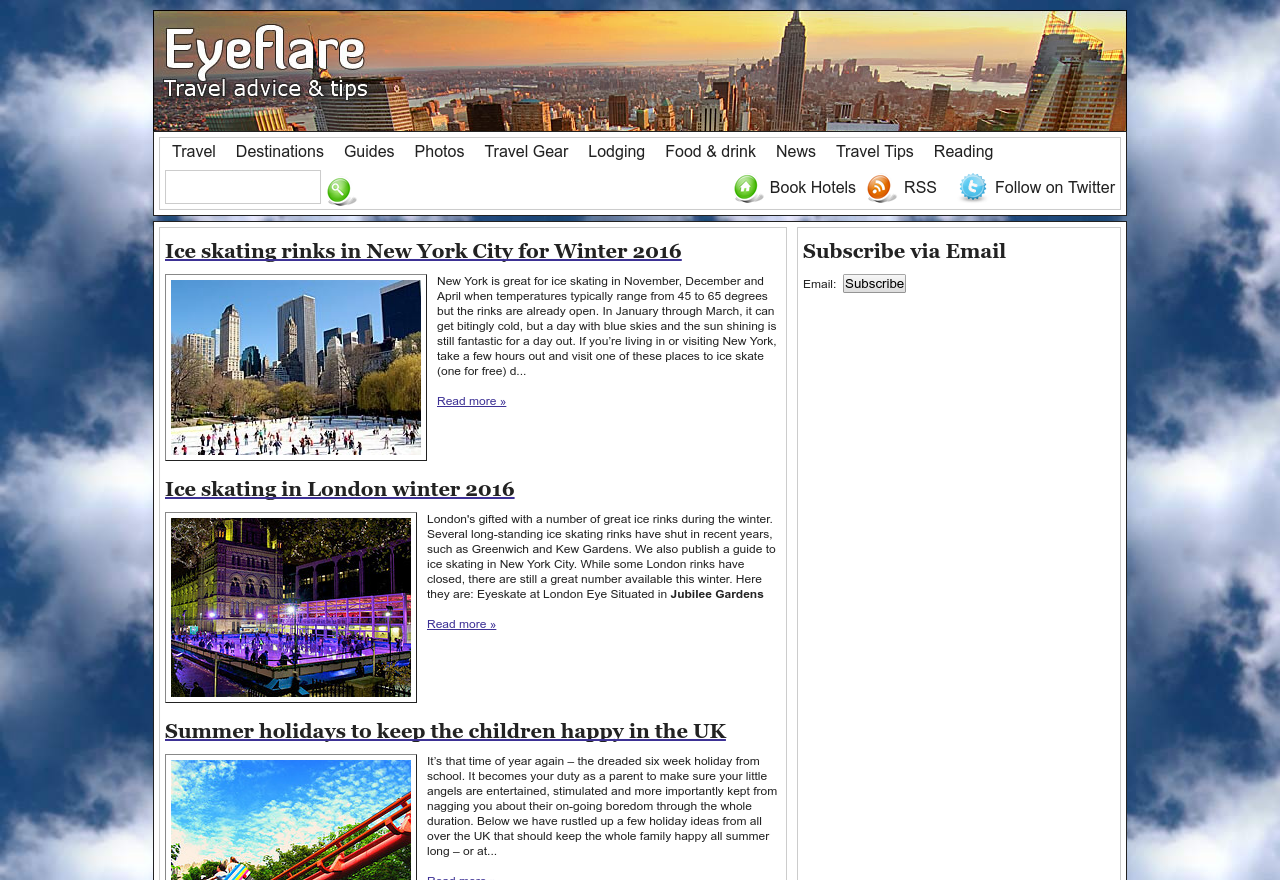 Eyeflare
Travel advice & tips
Travel Destinations Guides Photos Travel Gear Lodging Food & drink News Travel Tips Reading
Book Hotels RSS Follow on Twitter
Ice skating rinks in New York City for Winter 2016
New York is great for ice skating in November, December and
April when temperatures typically range from 45 to 65 degrees
but the rinks are already open. In January through March, it can
get bitingly cold, but a day with blue skies and the sun shining is
still fantastic for a day out. If you're living in or visiting New York,
take a few hours out and visit one of these places to ice skate
(one for free) d...
Read more »
Ice skating in London winter 2016
London's gifted with a number of great ice rinks during the winter.
Several long-standing ice skating rinks have shut in recent years,
such as Greenwich and Kew Gardens. We also publish a guide to
ice skating in New York City. While some London rinks have
closed, there are still a great number available this winter. Here
they are: Eyeskate at London Eye Situated in Jubilee Gardens
Read more »
Summer holidays to keep the children happy in the UK
It's that time of year again – the dreaded six week holiday from
school. It becomes your duty as a parent to make sure your little
angels are entertained, stimulated and more importantly kept from
nagging you about their on-going boredom through the whole
duration. Below we have rustled up a few holiday ideas from all
over the UK that should keep the whole family happy all summer
long – or at...
Read more
Subscribe via Email
Email: Subscribe